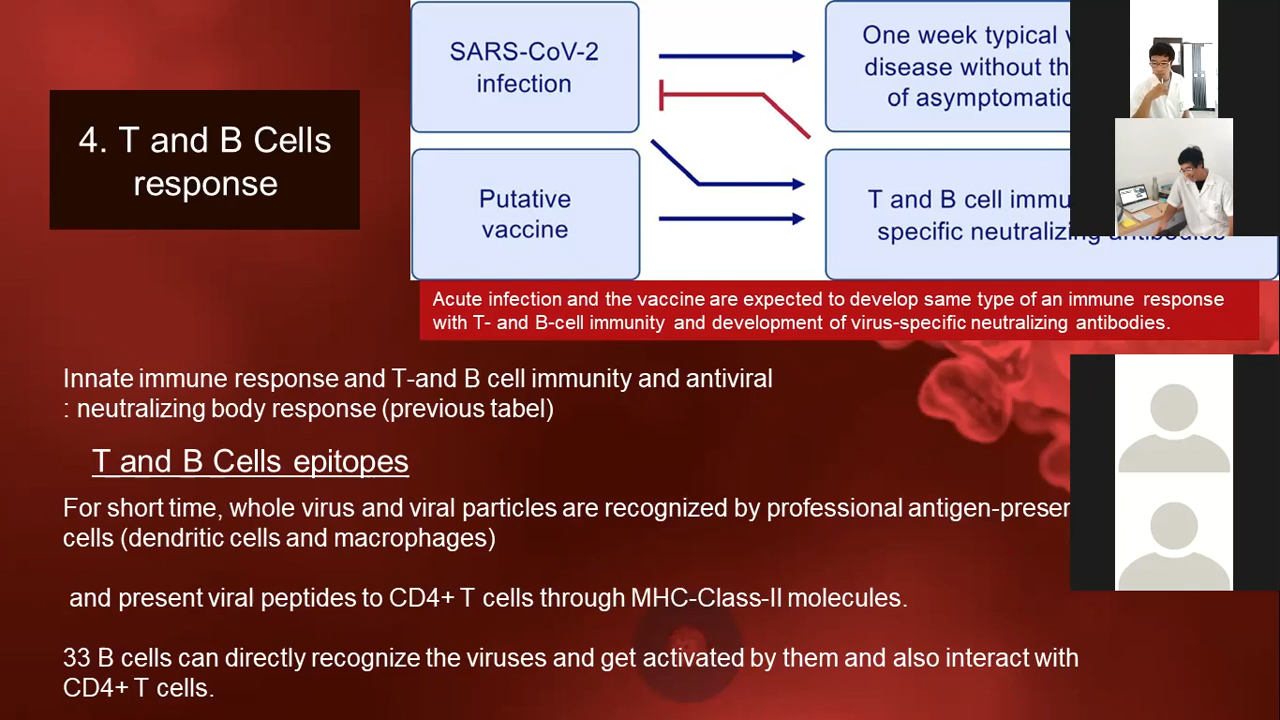 4. T and B Cells
response
SARS-CoV-2
infection
One week typical
disease without
of asymptomatic
Putative
vaccine
T and B cell
specific neutralizing antibodies
Acute infection and the vaccine are expected to develop same type of an immune response
with T- and B-cell immunity and development of virus-specific neutralizing antibodies.
Innate immune response and T-and B cell immunity and antiviral
: neutralizing body response (previous tabel)
T and B Cells epitopes
For short time, whole virus and viral particles are recognized by professional
cells (dendritic cells and macrophages)
and present viral peptides to CD4+ T cells through MHC-Class-II molecules.
33 B cells can directly recognize the viruses and get activated by them and also interact with
CD4+ T cells.